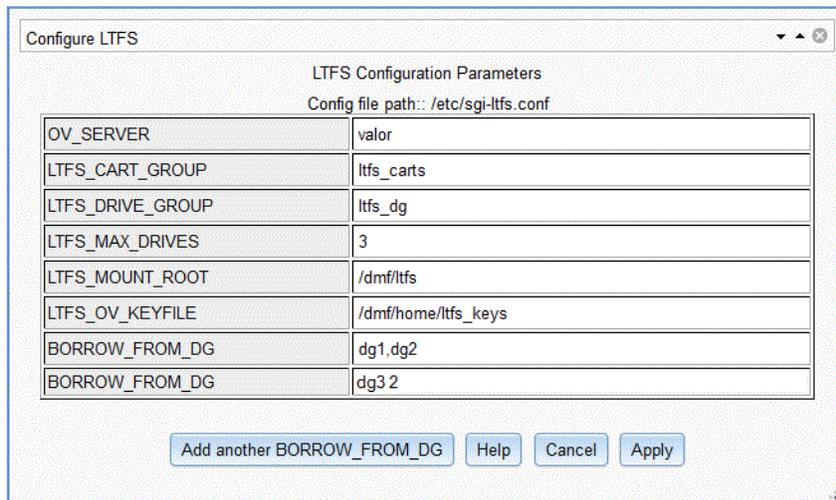 Configure LTFS
LTFS Configuration Parameters
Config file path:: /etc/sgi-ltfs.conf
OV_SERVER valor
LTFS_CART_GROUP ltfs_carts
LTFS_DRIVE_GROUP ltfs_dg
LTFS_MAX_DRIVES 3
LTFS_MOUNT_ROOT /dmf/ltfs
LTFS_OV_KEYFILE /dmf/home/ltfs_keys
BORROW_FROM_DG dg1,dg2
BORROW_FROM_DG dg3 2
Add another BORROW_FROM_DG Help Cancel Apply